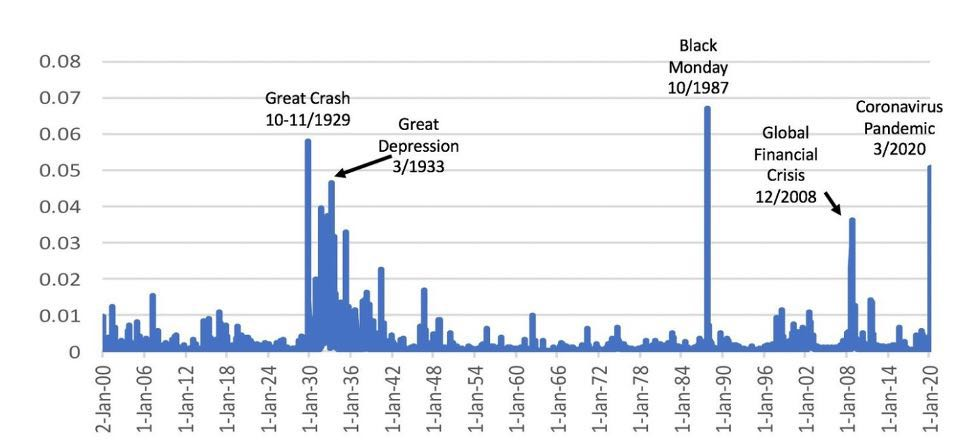 0.08
0.07
0.06
0.05
0.04
0.03
0.02
0.01
0
Great Crash
10-11/1929
Great
Depression
3/1933
Black
Monday
10/1987
Global
Financial
Crisis
12/2008
Coronavirus
Pandemic
3/2020
2-Jan-00
1-Jan-06
1-Jan-12
1-Jan-18
1-Jan-24
1-Jan-30
1-Jan-36
1-Jan-42
1-Jan-48
1-Jan-54
1-Jan-60
1-Jan-66
1-Jan-72
1-Jan-78
1-Jan-84
1-Jan-90
1-Jan-96
1-Jan-02
1-Jan-08
1-Jan-14
1-Jan-20